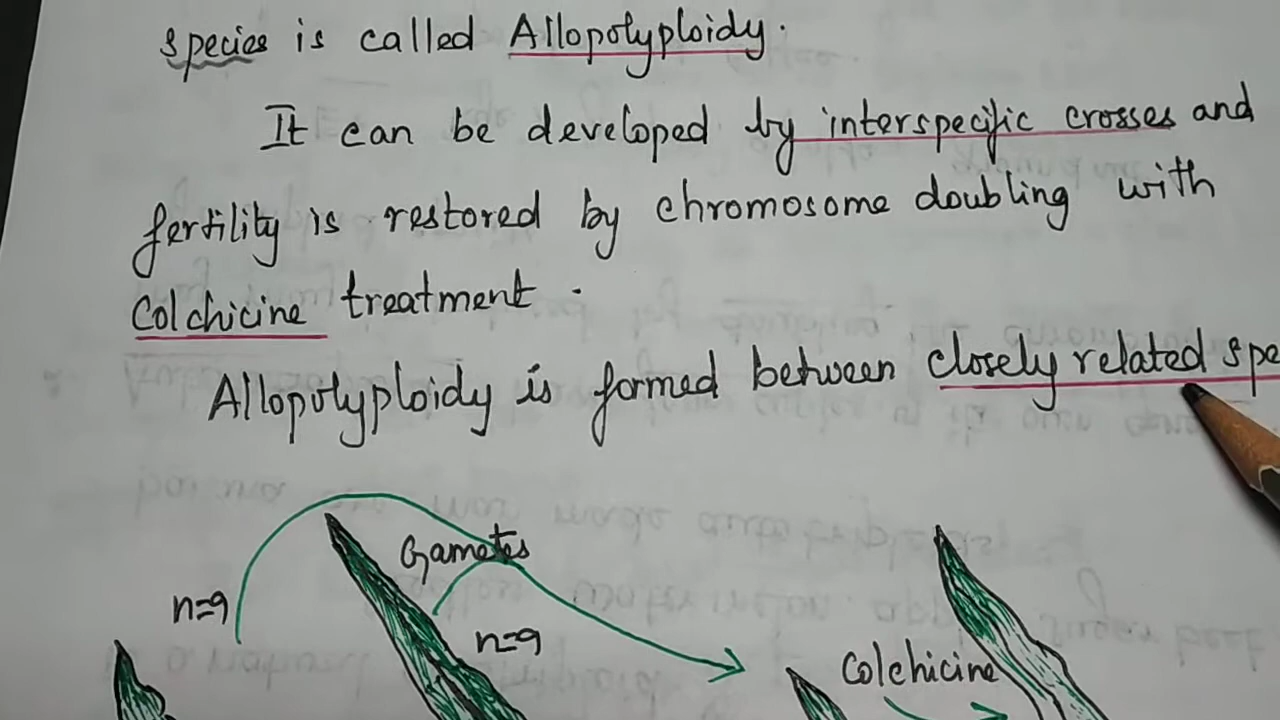 species is called Allopolyploidy.
It can be developed by interspecific crosses and
fertility is restored by chromosome doubling with
Colchicine treatment.
Allopolyploidy is formed between closely related spe
Gametes
n=9
n=9
Colchicine